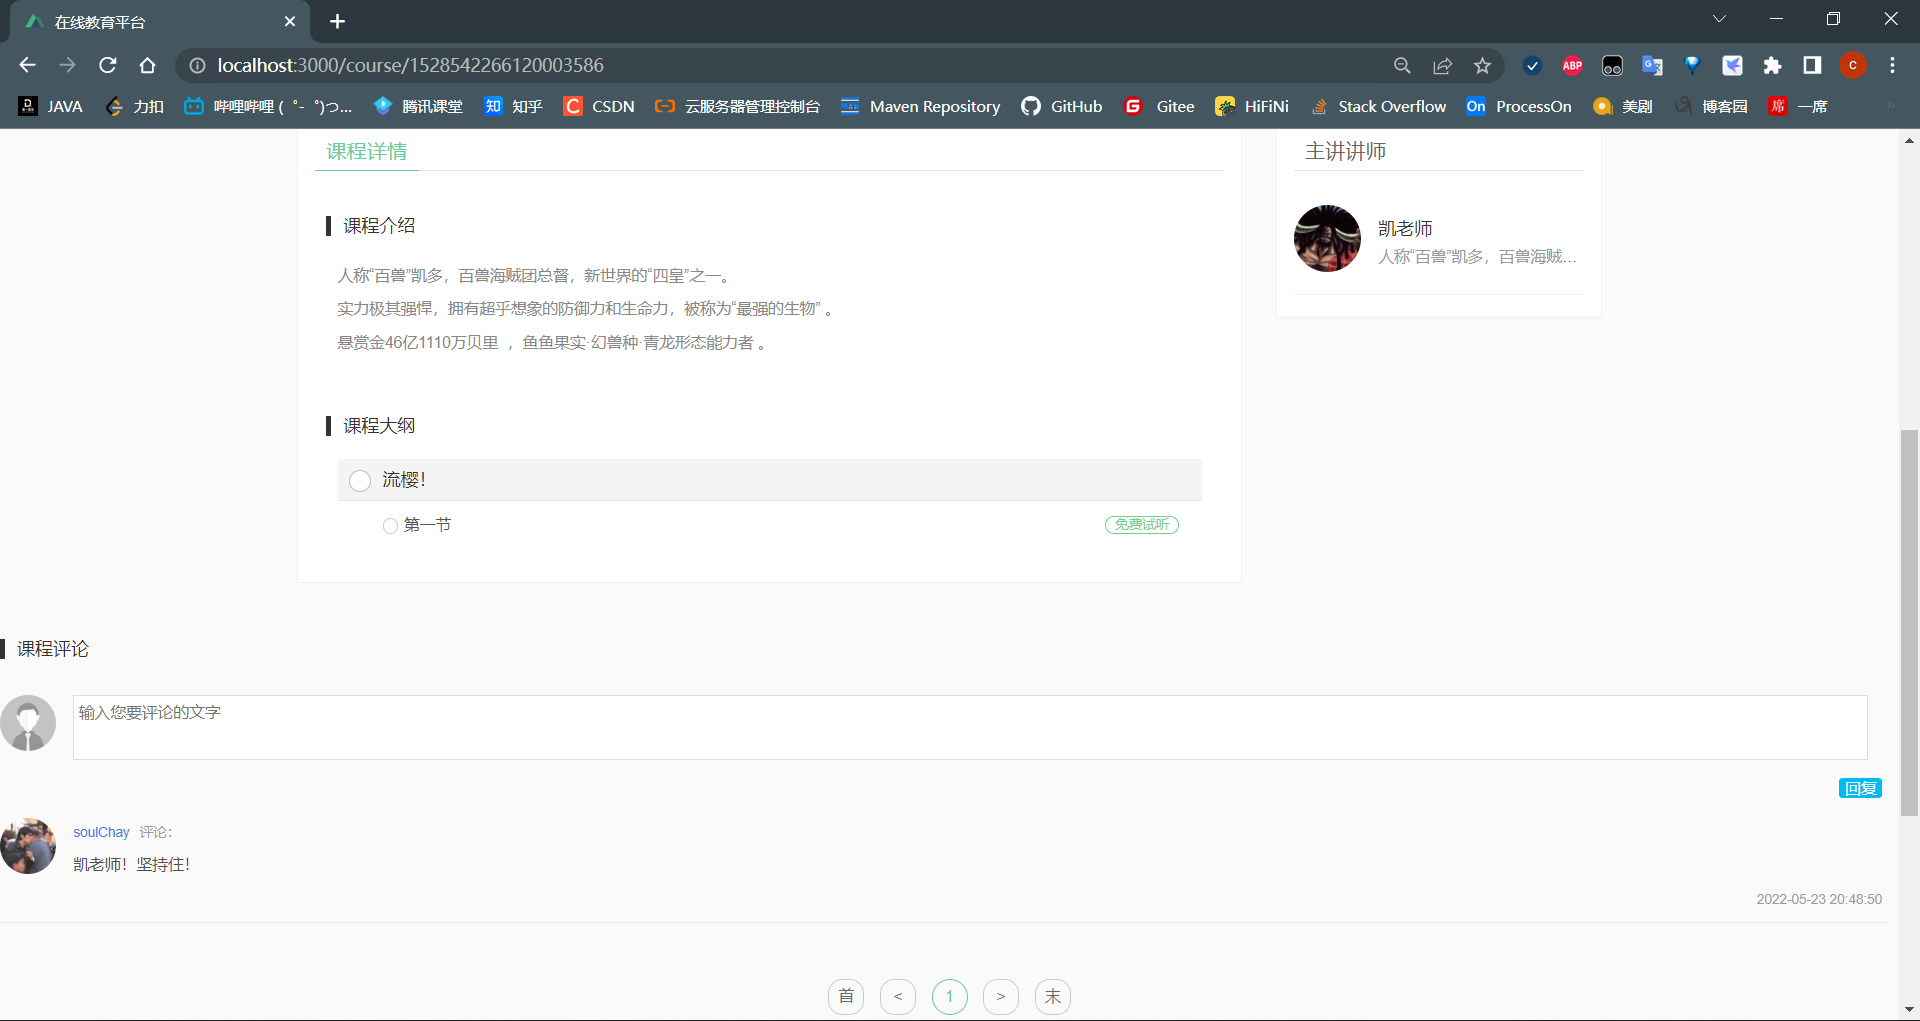 在线教育平台
localhost:3000/course/1528542266120003586
ABP
C
JAVA
力扣
哔哩哔哩 (゜-゜)つ...
腾讯课堂
知 知乎
C CSDN
云服务器管理控制台
Maven Repository
GitHub
G Gitee
HiFiNi
Stack Overflow
On ProcessOn
美剧
博客园
席 一席
课程详情
主讲讲师
课程介绍
凯老师
人称“百兽”凯多，百兽海贼...
人称“百兽”凯多，百兽海贼团总督，新世界的“四皇”之一。
实力极其强悍，拥有超乎想象的防御力和生命力，被称为“最强的生物” 。
悬赏金46亿1110万贝里 ，鱼鱼果实·幻兽种·青龙形态能力者 。
课程大纲
流樱！
第一节
免费试听
课程评论
输入您要评论的文字
回复
soulChay 评论：
凯老师！坚持住！
2022-05-23 20:48:50
首 < 1 > 末